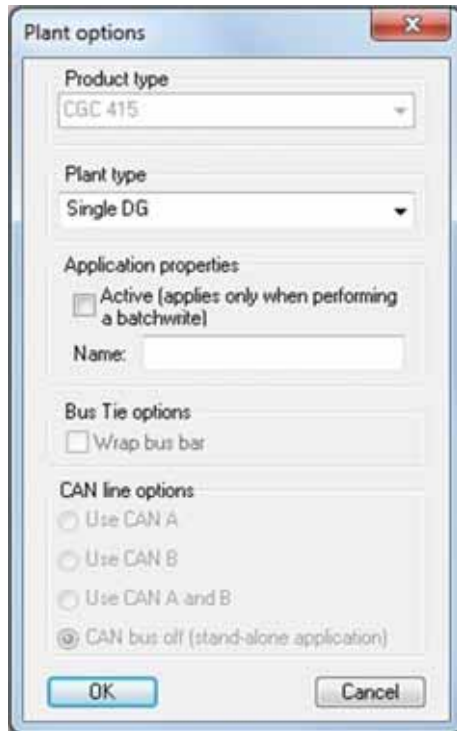 Plant options
Product type
CGC 415
Plant type
Single DG
Application properties
Active (applies only when performing
a batchwrite)
Name:
Bus Tie options
Wrap bus bar
CAN line options
Use CAN A
Use CAN B
Use CAN A and B
CAN bus off (stand-alone application)
OK
Cancel